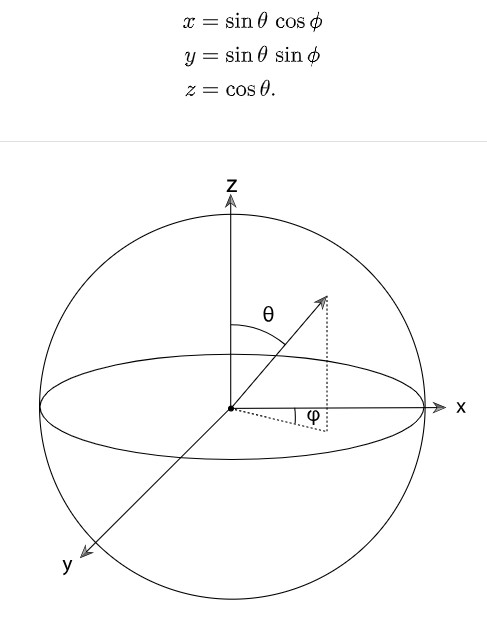 x = sin θ cos ϕ
y = sin θ sin ϕ
z = cos θ.
z
θ
x
φ
y